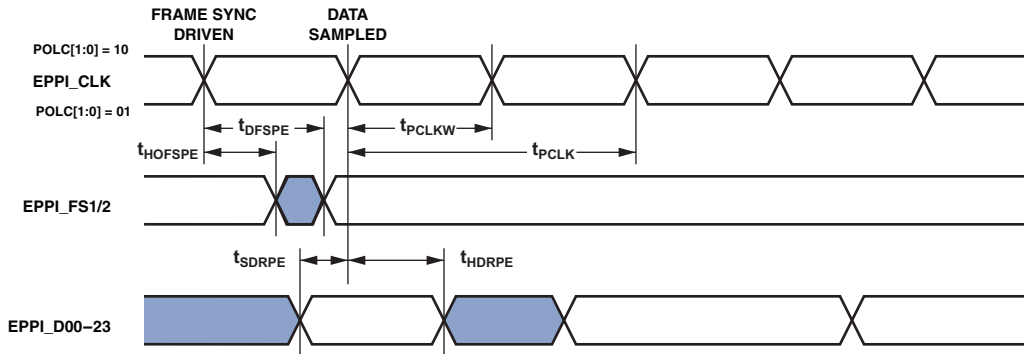 FRAME SYNC
DRIVEN
DATA
SAMPLED
POLC[1:0] = 10
EPPI_CLK
POLC[1:0] = 01
tDFSPE
tPCLKW
tHOFSPE
tPCLK
EPPI_FS1/2
tSDRPE
tHDRPE
EPPI_D00–23